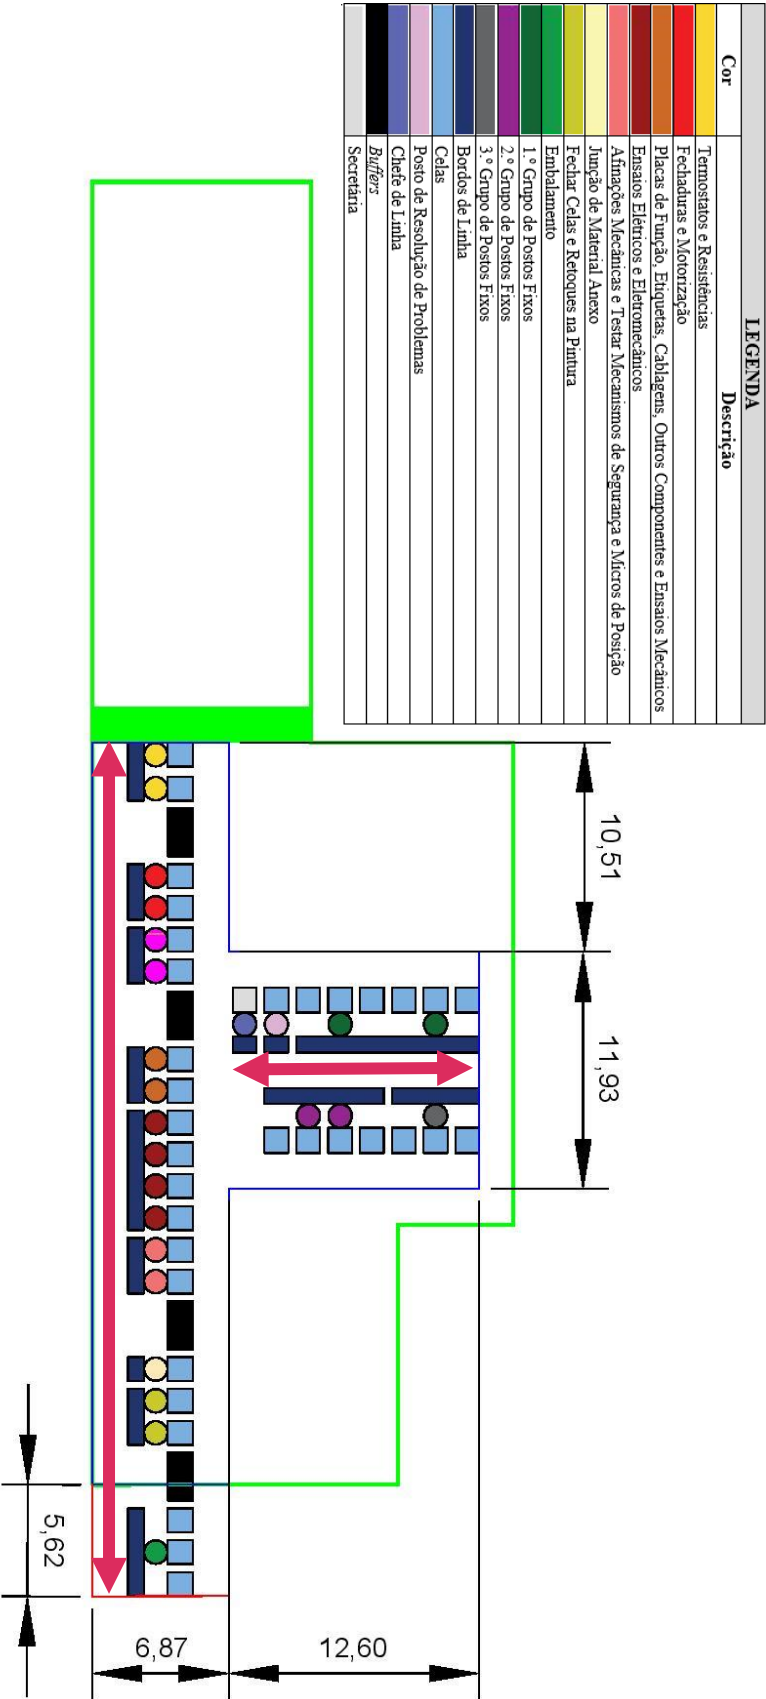 LEGENDA
Cor Descrição
Termostatos e Resistências
Fechaduras e Motorização
Placas de Função, Etiquetas, Cablagens, Outros Componentes e Ensaios Mecânicos
Ensaios Elétricos e Eletromecânicos
Afinações Mecânicas e Testar Mecanismos de Segurança e Micros de Posição
Junção de Material Anexo
Fechar Celas e Retoques na Pintura
Embalamento
1.º Grupo de Postos Fixos
2.º Grupo de Postos Fixos
3.º Grupo de Postos Fixos
Bordos de Linha
Celas
Posto de Resolução de Problemas
Chefe de Linha
Buffers
Secretária
10,51
11,93
5,62
6,87
12,60